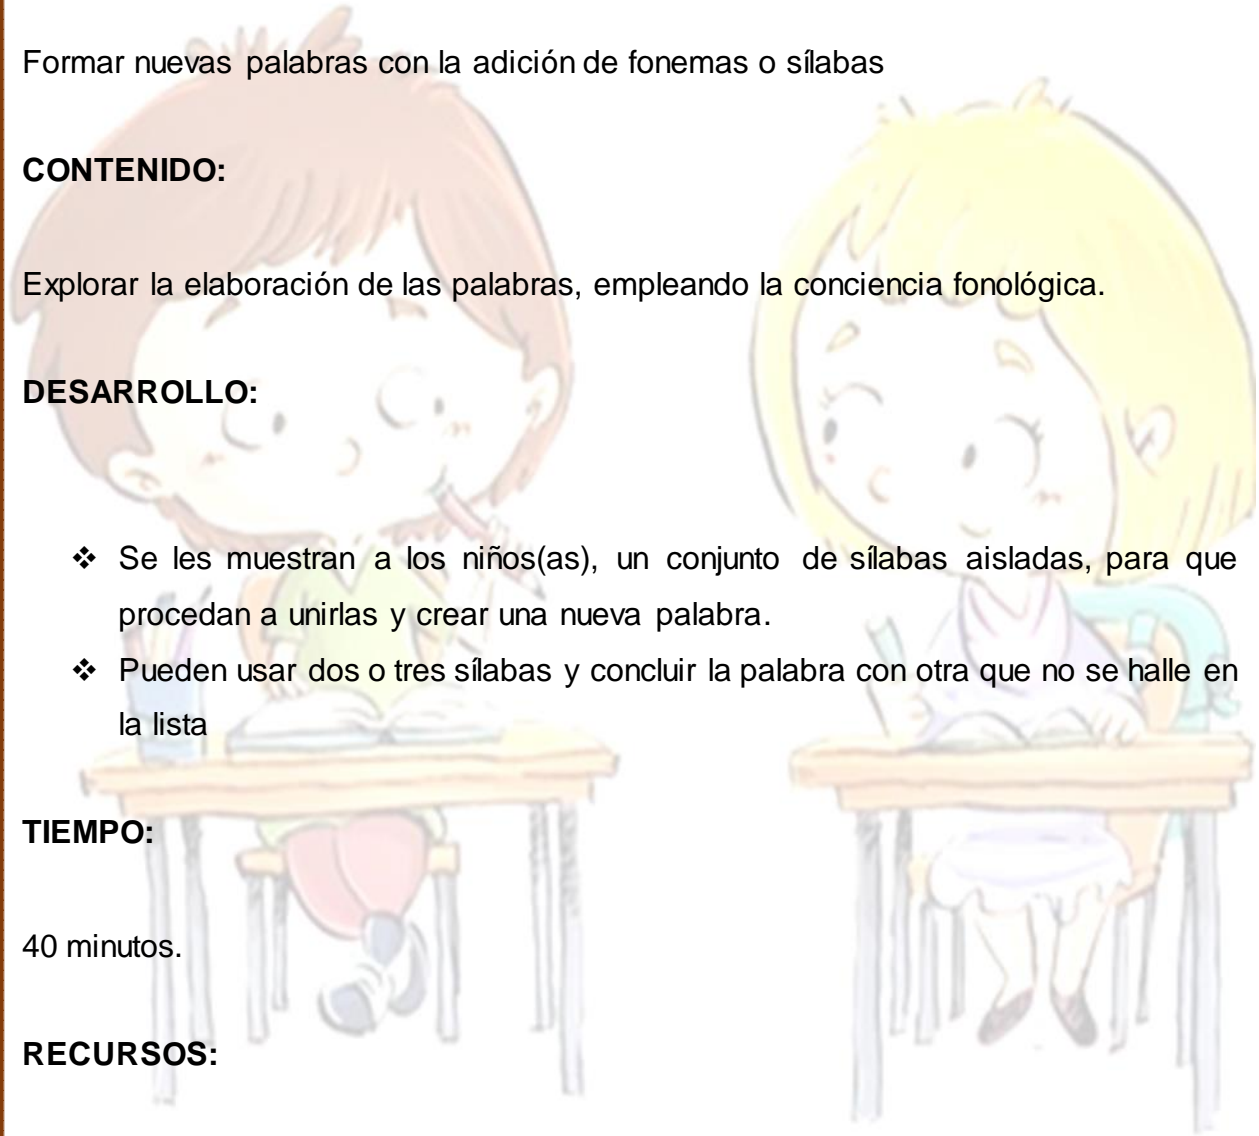 Formar nuevas palabras con la adición de fonemas o sílabas
CONTENIDO:
Explorar la elaboración de las palabras, empleando la conciencia fonológica.
DESARROLLO:
❖ Se les muestran a los niños(as), un conjunto de sílabas aisladas, para que
procedan a unirlas y crear una nueva palabra.
❖ Pueden usar dos o tres sílabas y concluir la palabra con otra que no se halle en
la lista
TIEMPO:
40 minutos.
RECURSOS: